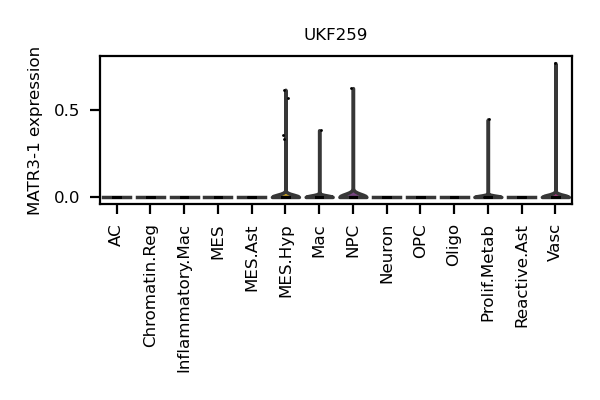 UKF259
MATR3-1 expression
0.5
0.0
AC
Chromatin.Reg
Inflammatory.Mac
MES
MES.Ast
MES.Hyp
Mac
NPC
Neuron
OPC
Oligo
Prolif.Metab
Reactive.Ast
Vasc